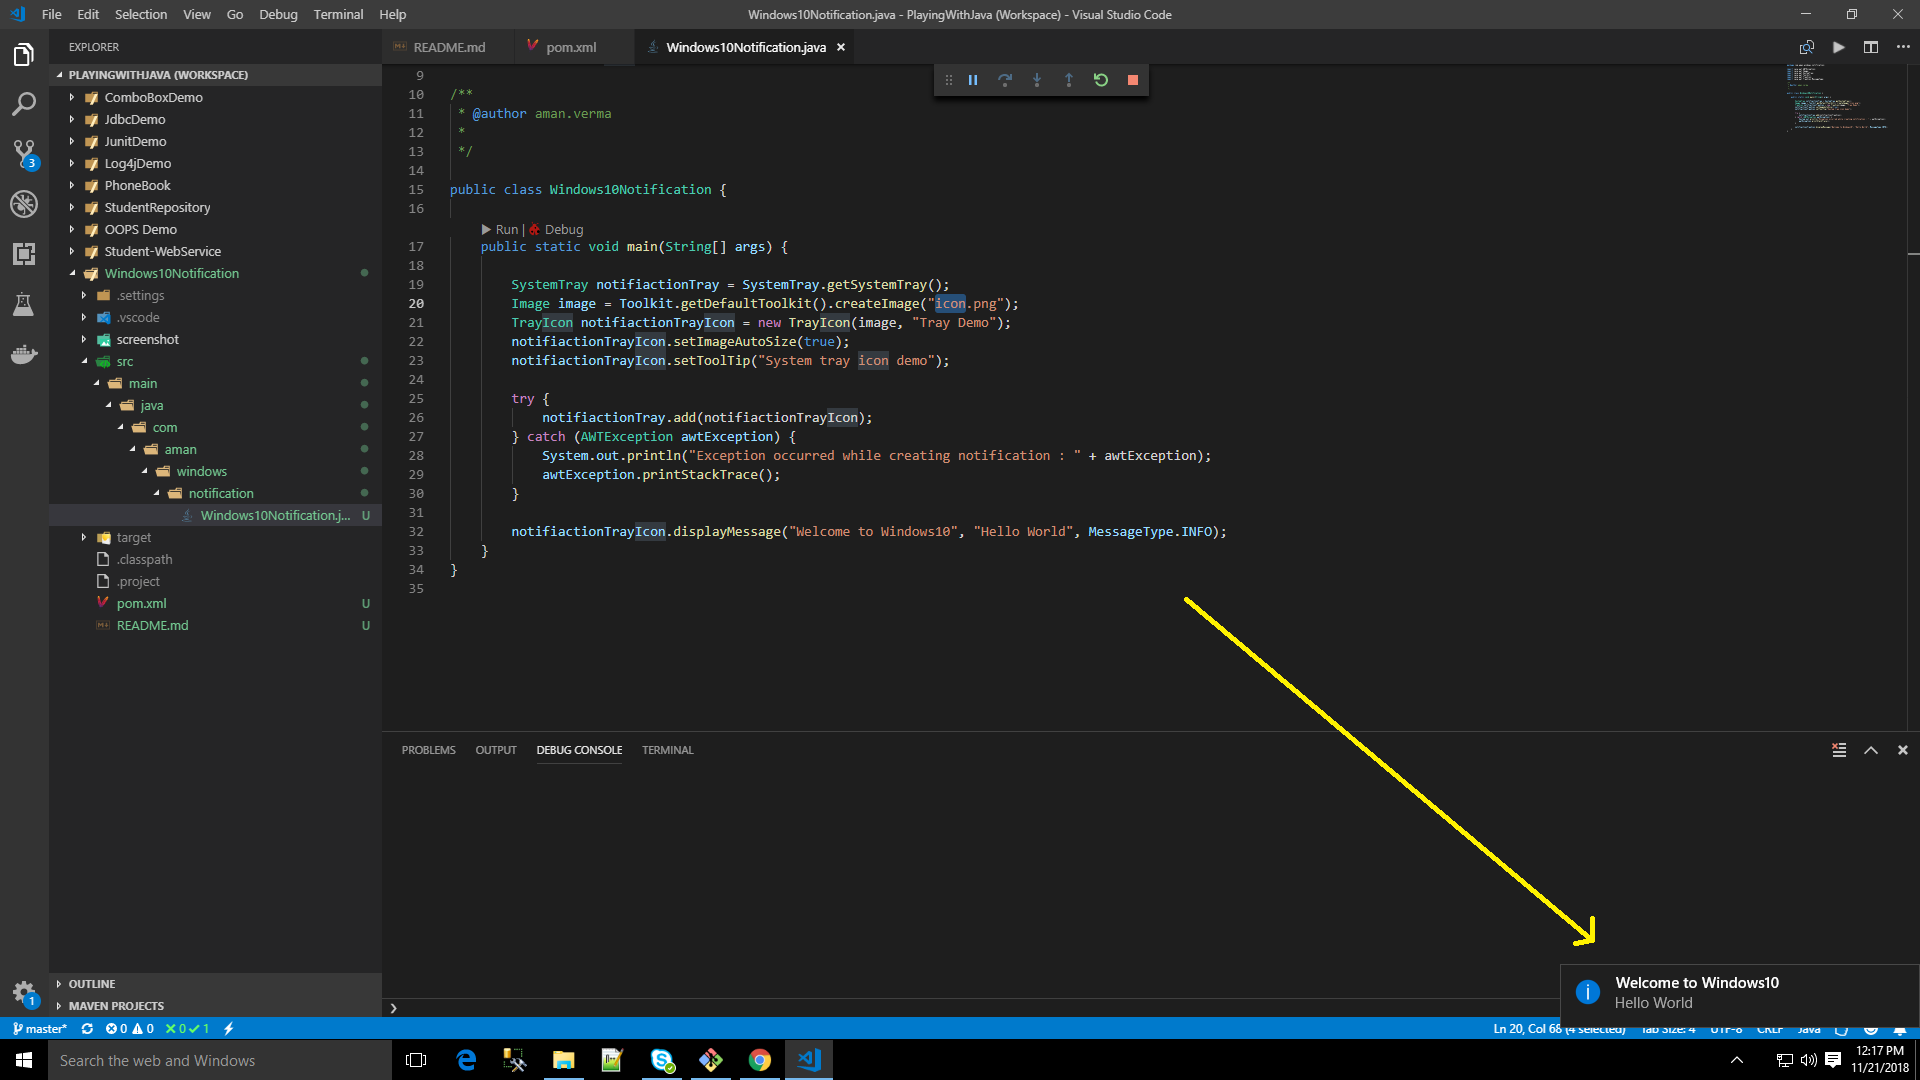 File Edit Selection View Go Debug Terminal Help
Windows10Notification.java - PlayingWithJava (Workspace) - Visual Studio Code
EXPLORER
PLAYINGWITHJAVA (WORKSPACE)
ComboBoxDemo
JdbcDemo
JunitDemo
Log4jDemo
PhoneBook
StudentRepository
OOPS Demo
Student-WebService
Windows10Notification
.settings
.vscode
screenshot
src
main
java
com
aman
windows
notification
Windows10Notification.j... U
target
.classpath
.project
pom.xml U
README.md U
OUTLINE
MAVEN PROJECTS
3
1
README.md pom.xml Windows10Notification.java
9
10 /**
11 * @author aman.verma
12 *
13 */
14
15 public class Windows10Notification {
16
Run | Debug
17 public static void main(String[] args) {
18
19 SystemTray notifiactionTray = SystemTray.getSystemTray();
20 Image image = Toolkit.getDefaultToolkit().createImage("icon.png");
21 TrayIcon notifiactionTrayIcon = new TrayIcon(image, "Tray Demo");
22 notifiactionTrayIcon.setImageAutoSize(true);
23 notifiactionTrayIcon.setToolTip("System tray icon demo");
24
25 try {
26 notifiactionTray.add(notifiactionTrayIcon);
27 } catch (AWTException awtException) {
28 System.out.println("Exception occurred while creating notification : " + awtException);
29 awtException.printStackTrace();
30 }
31
32 notifiactionTrayIcon.displayMessage("Welcome to Windows10", "Hello World", MessageType.INFO);
33 }
34 }
35
PROBLEMS OUTPUT DEBUG CONSOLE TERMINAL
Welcome to Windows10
Hello World
master* 0 0 0 1 Ln 20, Col 68 (4 selected) Tab Size: 4 UTF-8 CRLF Java
Search the web and Windows
12:17 PM
11/21/2018